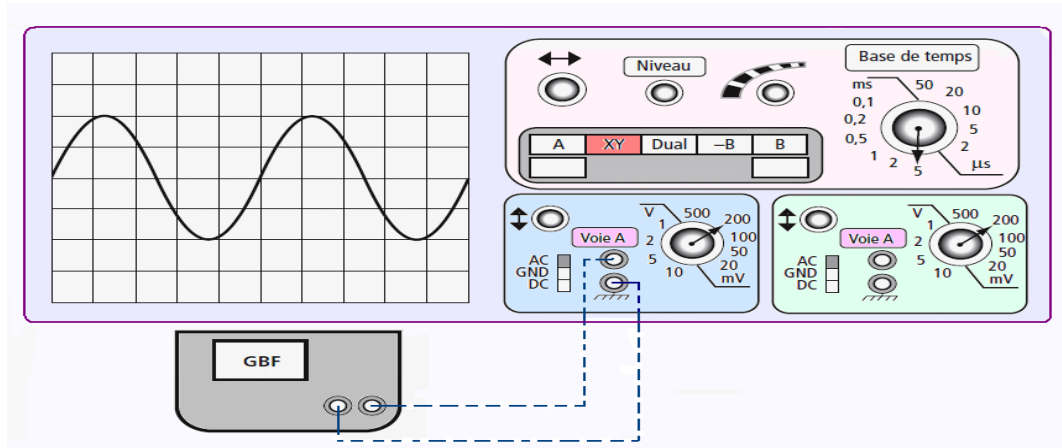 Niveau
Base de temps
ms
50
20
0,1
10
0,2
5
0,5
2
1
2
5
µs
A XY Dual −B B
V
500
200
1
Voie A
2
100
50
5
20
10
mV
AC
GND
DC
V
500
200
1
Voie A
2
100
50
5
20
10
mV
AC
GND
DC
GBF